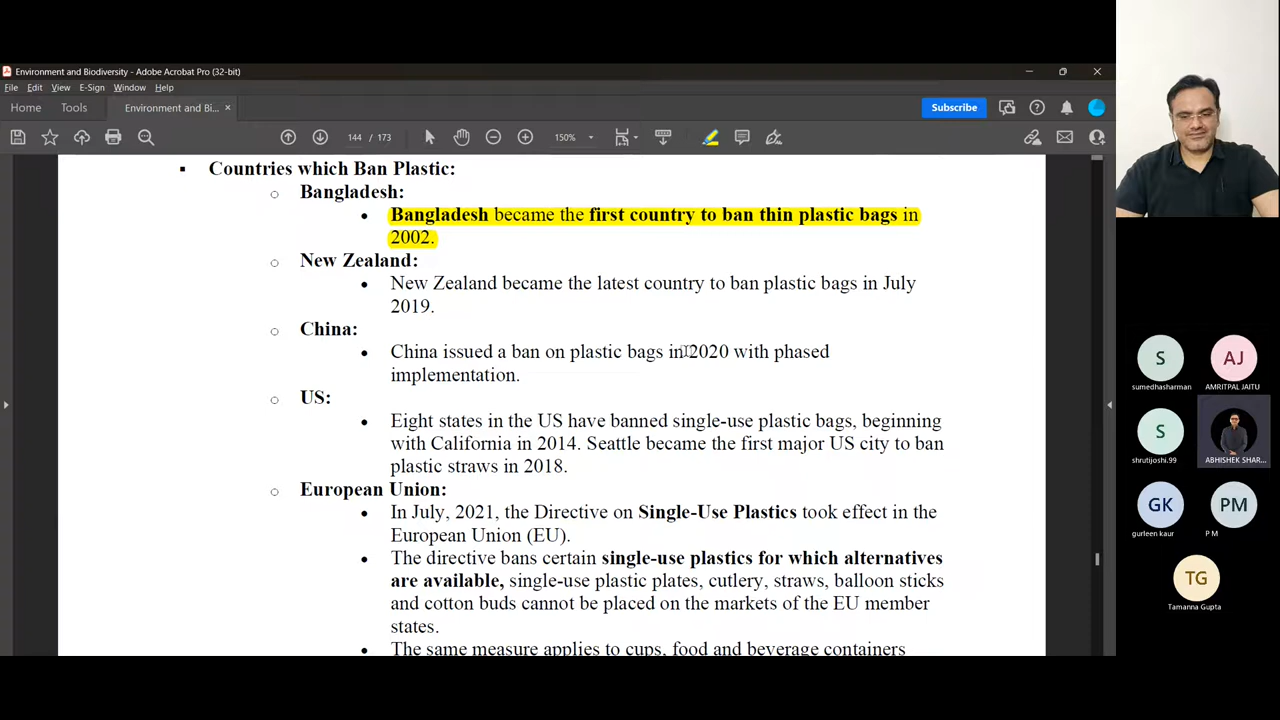 Environment and Biodiversity - Adobe Acrobat Pro (32-bit)
File Edit View E-Sign Window Help
Home Tools Environment and Bi... × Subscribe
144 / 173 150%
Countries which Ban Plastic:
Bangladesh:
Bangladesh became the first country to ban thin plastic bags in
2002.
New Zealand:
New Zealand became the latest country to ban plastic bags in July
2019.
China:
China issued a ban on plastic bags in 2020 with phased
implementation.
US:
Eight states in the US have banned single-use plastic bags, beginning
with California in 2014. Seattle became the first major US city to ban
plastic straws in 2018.
European Union:
In July, 2021, the Directive on Single-Use Plastics took effect in the
European Union (EU).
The directive bans certain single-use plastics for which alternatives
are available, single-use plastic plates, cutlery, straws, balloon sticks
and cotton buds cannot be placed on the markets of the EU member
states.
The same measure applies to cups, food and beverage containers
S AJ
sumedhasharman AMRITPAL JAITU
S
shrutijoshi.99 ABHISHEK SHAR...
GK PM
gurleen kaur P M
TG
Tamanna Gupta